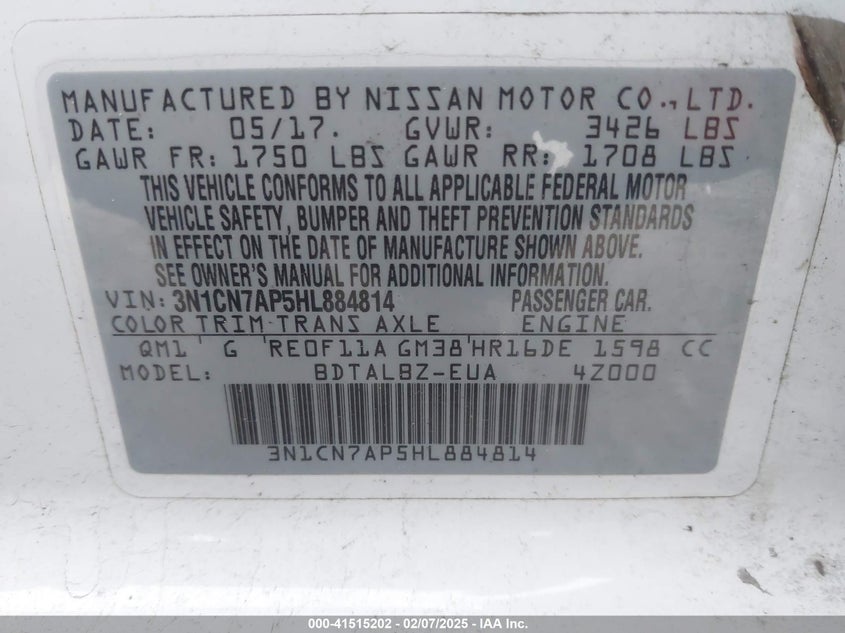 MANUFACTURED BY NISSAN MOTOR CO., LTD.
DATE: 05/17. GVWR: 3426 LBS
GAWR FR: 1750 LBS GAWR RR: 1708 LBS
THIS VEHICLE CONFORMS TO ALL APPLICABLE FEDERAL MOTOR
VEHICLE SAFETY, BUMPER AND THEFT PREVENTION STANDARDS
IN EFFECT ON THE DATE OF MANUFACTURE SHOWN ABOVE.
SEE OWNER'S MANUAL FOR ADDITIONAL INFORMATION.
VIN: 3N1CN7AP5HL884814 PASSENGER CAR.
COLOR TRIM TRANS AXLE ENGINE
QM1 G RE0F11A GM38 HR16DE 1598 CC
MODEL: BDTALBZ-EUA 4Z000
3N1CN7AP5HL884814
000-41515202 - 02/07/2025 - IAA Inc.